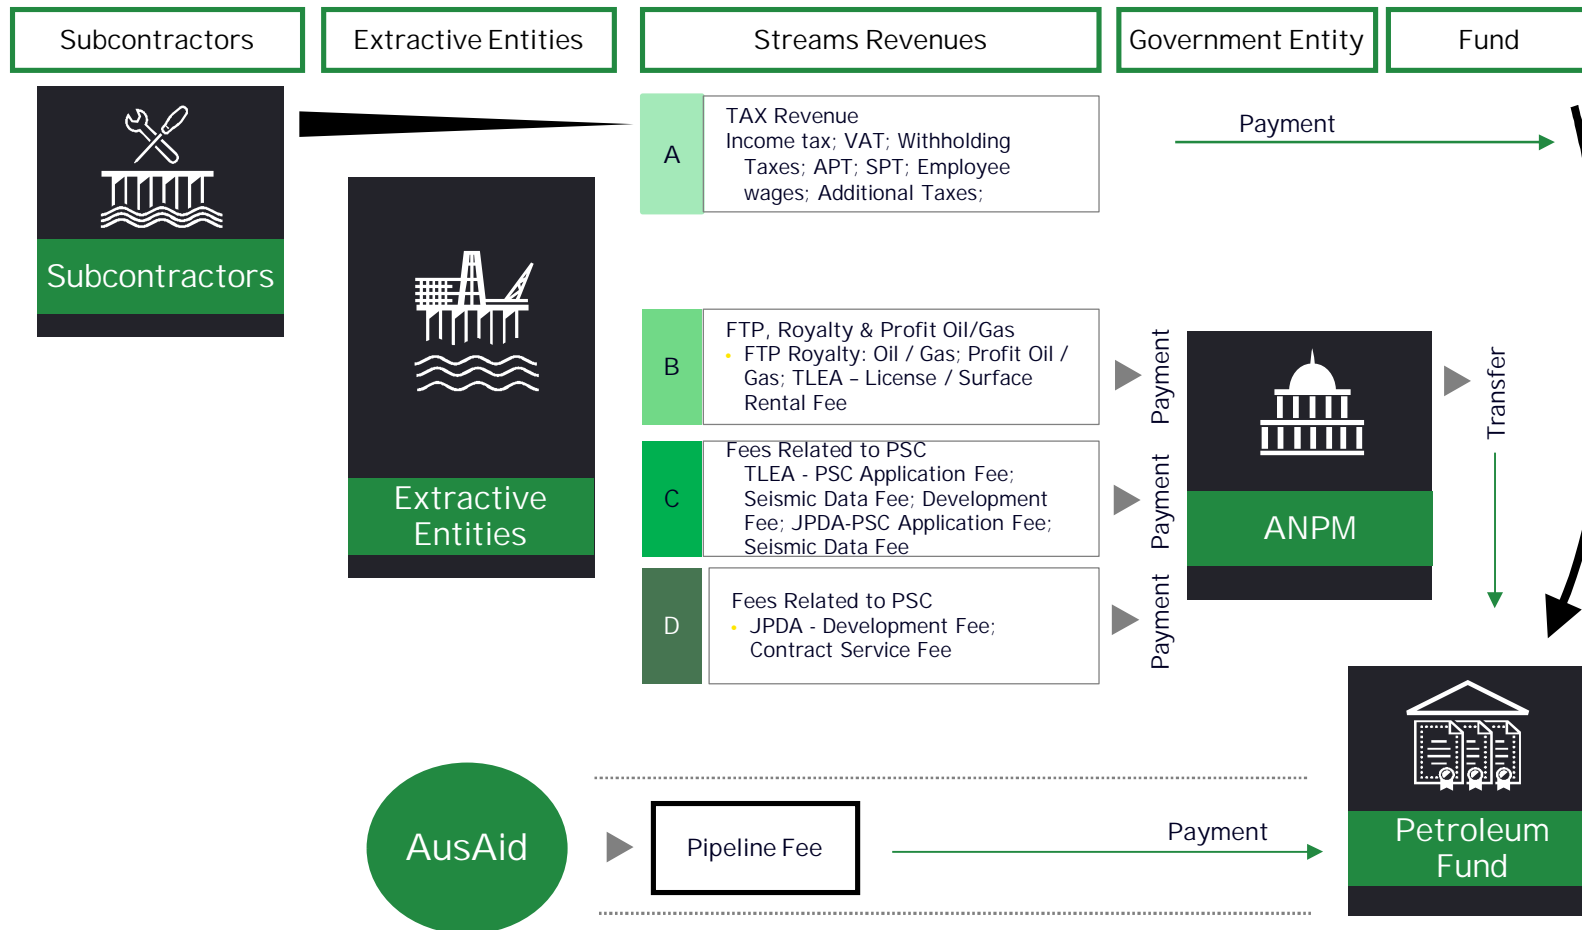 Subcontractors
Extractive Entities
Streams Revenues
Government Entity
Fund
Subcontractors
Extractive
Entities
A
TAX Revenue
Income tax; VAT; Withholding
Taxes; APT; SPT; Employee
wages; Additional Taxes;
Payment
B
FTP, Royalty & Profit Oil/Gas
• FTP Royalty: Oil / Gas; Profit Oil /
Gas; TLEA – License / Surface
Rental Fee
Payment
C
Fees Related to PSC
TLEA - PSC Application Fee;
Seismic Data Fee; Development
Fee; JPDA-PSC Application Fee;
Seismic Data Fee
Payment
D
Fees Related to PSC
• JPDA - Development Fee;
Contract Service Fee
Payment
ANPM
Transfer
AusAid
Pipeline Fee
Payment
Petroleum
Fund